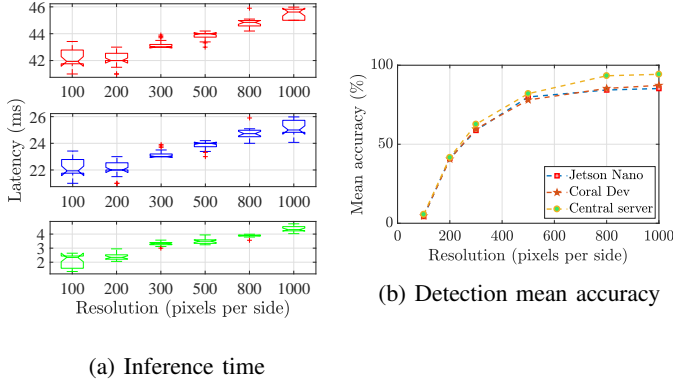 46
44
42
100 200 300 500 800 1000
26
24
22
100 200 300 500 800 1000
4
3
2
100 200 300 500 800 1000
Latency (ms)
Resolution (pixels per side)
(a) Inference time
100
50
0
0 200 400 600 800 1000
Mean accuracy (%)
Resolution (pixels per side)
Jetson Nano
Coral Dev
Central server
(b) Detection mean accuracy